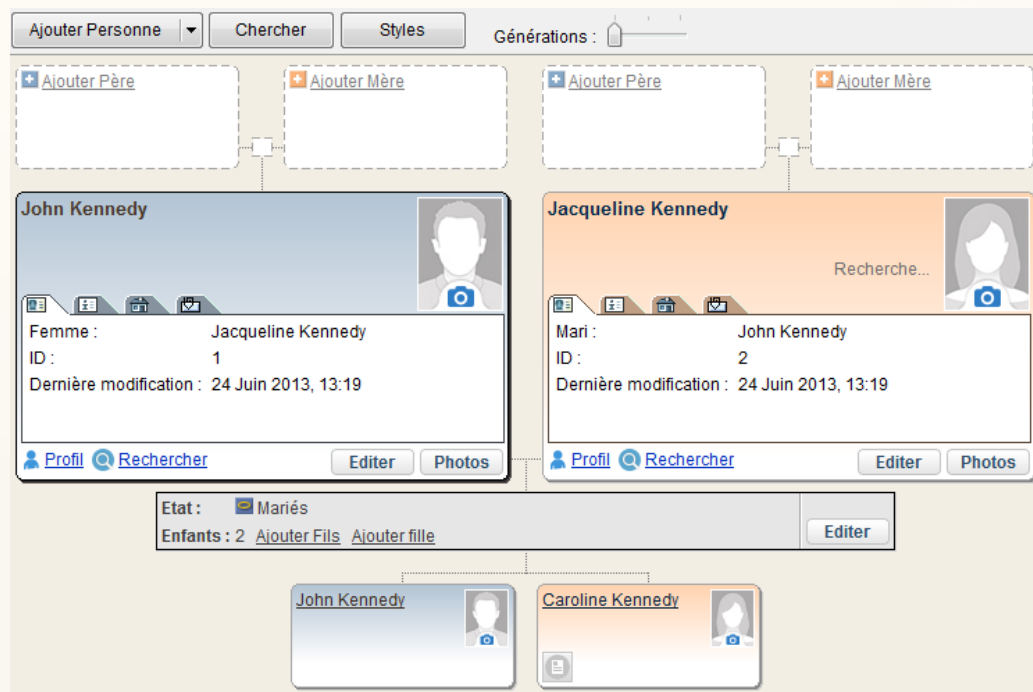 Ajouter Personne Chercher Styles Générations :
Ajouter Père Ajouter Mère Ajouter Père Ajouter Mère
John Kennedy
Femme : Jacqueline Kennedy
ID : 1
Dernière modification : 24 Juin 2013, 13:19
Profil Rechercher Editer Photos
Jacqueline Kennedy
Recherche...
Mari : John Kennedy
ID : 2
Dernière modification : 24 Juin 2013, 13:19
Profil Rechercher Editer Photos
Etat : Mariés
Enfants : 2 Ajouter Fils Ajouter fille
Editer
John Kennedy
Caroline Kennedy